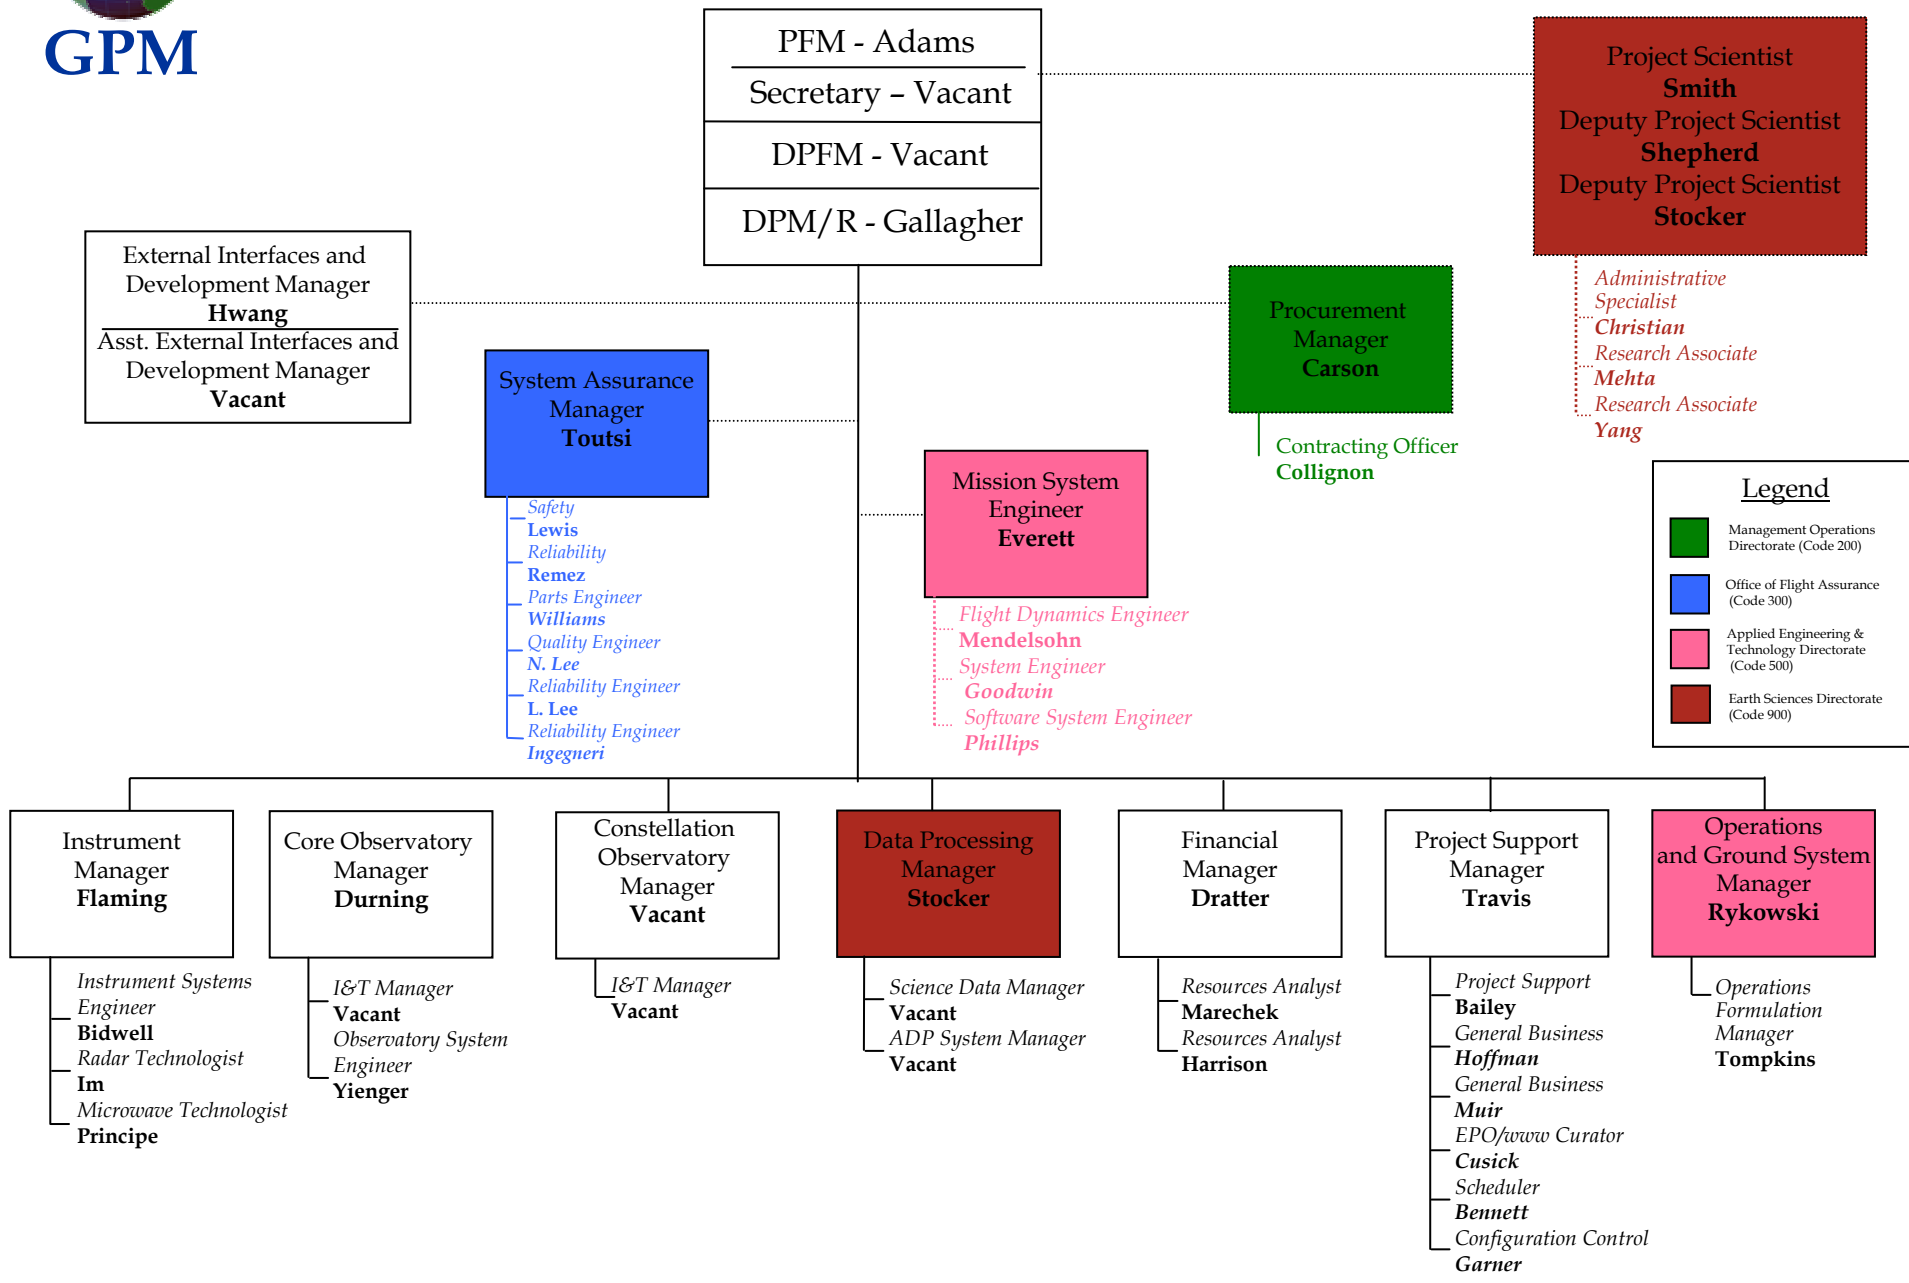 GPM
PFM - Adams
Secretary – Vacant
DPFM - Vacant
DPM/R - Gallagher
Project Scientist
Smith
Deputy Project Scientist
Shepherd
Deputy Project Scientist
Stocker
Administrative
Specialist
Christian
Research Associate
Mehta
Research Associate
Yang
External Interfaces and
Development Manager
Hwang
Asst. External Interfaces and
Development Manager
Vacant
Procurement
Manager
Carson
Contracting Officer
Collignon
System Assurance
Manager
Toutsi
Safety
Lewis
Reliability
Remez
Parts Engineer
Williams
Quality Engineer
N. Lee
Reliability Engineer
L. Lee
Reliability Engineer
Ingegneri
Mission System
Engineer
Everett
Flight Dynamics Engineer
Mendelsohn
System Engineer
Goodwin
Software System Engineer
Phillips
Legend
Management Operations
Directorate (Code 200)
Office of Flight Assurance
(Code 300)
Applied Engineering &
Technology Directorate
(Code 500)
Earth Sciences Directorate
(Code 900)
Instrument
Manager
Flaming
Instrument Systems
Engineer
Bidwell
Radar Technologist
Im
Microwave Technologist
Principe
Core Observatory
Manager
Durning
I&T Manager
Vacant
Observatory System
Engineer
Yienger
Constellation
Observatory
Manager
Vacant
I&T Manager
Vacant
Data Processing
Manager
Stocker
Science Data Manager
Vacant
ADP System Manager
Vacant
Financial
Manager
Dratter
Resources Analyst
Marechek
Resources Analyst
Harrison
Project Support
Manager
Travis
Project Support
Bailey
General Business
Hoffman
General Business
Muir
EPO/www Curator
Cusick
Scheduler
Bennett
Configuration Control
Garner
Operations
and Ground System
Manager
Rykowski
Operations
Formulation
Manager
Tompkins